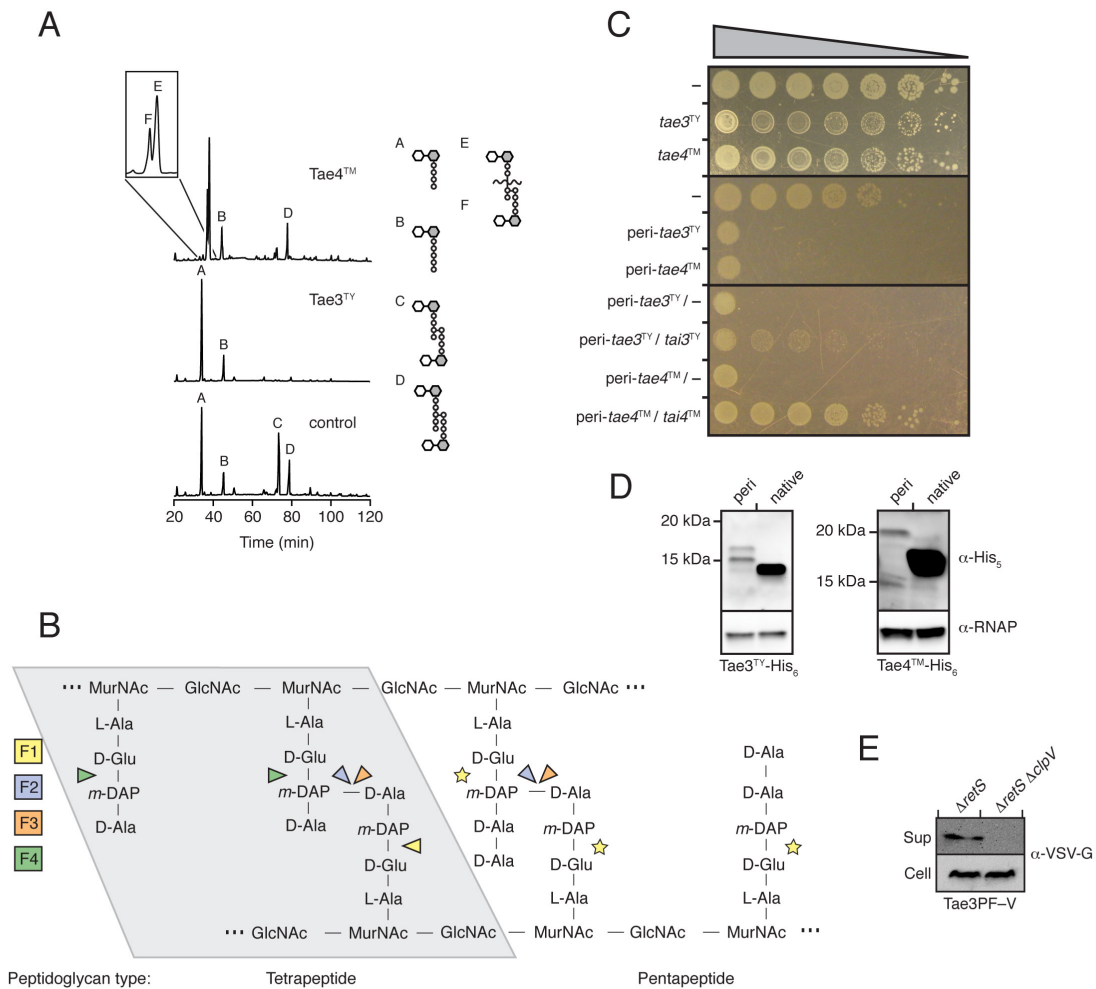 A
E
F
Tae4TM
B
D
A
Tae3TY
B
A
control
C
D
B
20 40 60 80 100 120
Time (min)
A
E
F
B
C
D
C
–
tae3TY
tae4TM
–
peri-tae3TY
peri-tae4TM
peri-tae3TY / –
peri-tae3TY / tai3TY
peri-tae4TM / –
peri-tae4TM / tai4TM
D
peri native
20 kDa
15 kDa
Tae3TY-His6
peri native
20 kDa
15 kDa
α-His5
α-RNAP
Tae4TM-His6
B
F1
F2
F3
F4
··· MurNAc — GlcNAc — MurNAc — GlcNAc — MurNAc — GlcNAc ···
L-Ala L-Ala L-Ala D-Ala
D-Glu D-Glu D-Glu D-Ala
m-DAP m-DAP — D-Ala m-DAP — D-Ala
D-Ala D-Ala m-DAP D-Ala m-DAP m-DAP
D-Glu D-Ala D-Glu D-Glu
L-Ala L-Ala L-Ala
··· GlcNAc — MurNAc — GlcNAc — MurNAc — GlcNAc — MurNAc ···
Peptidoglycan type: Tetrapeptide Pentapeptide
E
ΔretS
ΔretS ΔclpV
Sup
Cell
α-VSV-G
Tae3PF–V